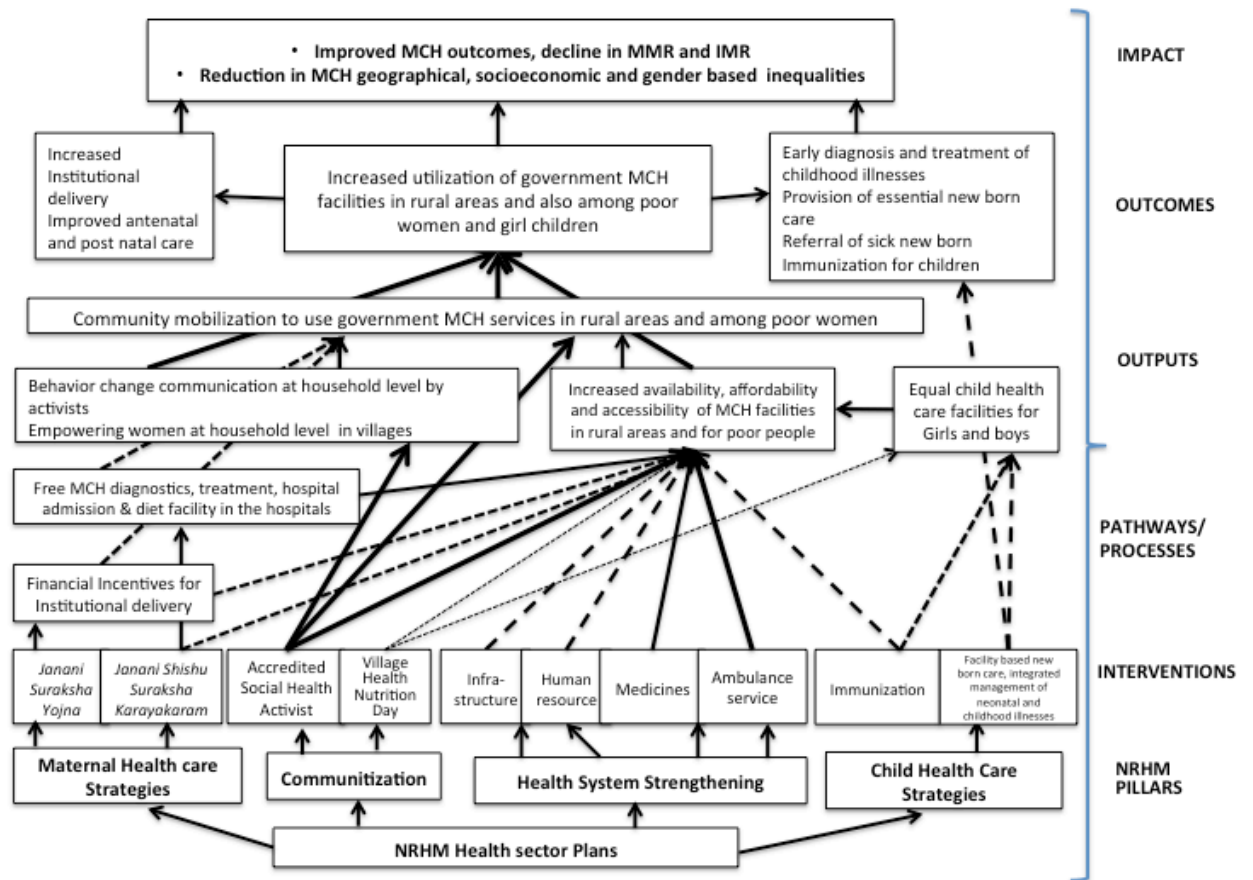 • Improved MCH outcomes, decline in MMR and IMR
• Reduction in MCH geographical, socioeconomic and gender based inequalities
IMPACT
Increased
Institutional
delivery
Improved antenatal
and post natal care
Increased utilization of government MCH
facilities in rural areas and also among poor
women and girl children
Early diagnosis and treatment of
childhood illnesses
Provision of essential new born
care
Referral of sick new born
Immunization for children
OUTCOMES
Community mobilization to use government MCH services in rural areas and among poor women
OUTPUTS
Behavior change communication at household level by
activists
Empowering women at household level in villages
Increased availability, affordability
and accessibility of MCH facilities
in rural areas and for poor people
Equal child health
care facilities for
Girls and boys
Free MCH diagnostics, treatment, hospital
admission & diet facility in the hospitals
PATHWAYS/
PROCESSES
Financial Incentives for
Institutional delivery
Janani
Suraksha
Yojna
Janani Shishu
Suraksha
Karayakaram
Accredited
Social Health
Activist
Village
Health
Nutrition
Day
Infra-
structure
Human
resource
Medicines
Ambulance
service
Immunization
Facility based new
born care, integrated
management of
neonatal and
childhood illnesses
INTERVENTIONS
Maternal Health care
Strategies
Communitization
Health System Strengthening
Child Health Care
Strategies
NRHM
PILLARS
NRHM Health sector Plans